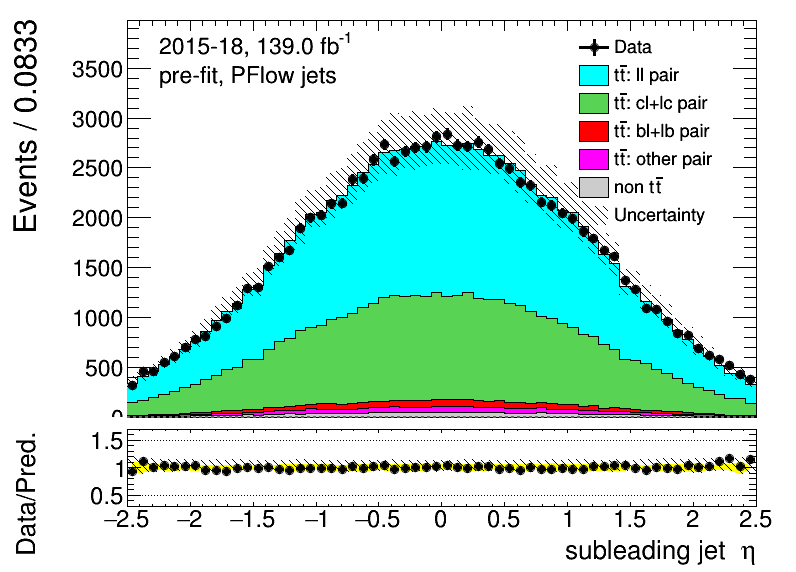 2015-18, 139.0 fb⁻¹
pre-fit, PFlow jets
Data
tt̄: ll pair
tt̄: cl+lc pair
tt̄: bl+lb pair
tt̄: other pair
non tt̄
Uncertainty
Events / 0.0833
3500
3000
2500
2000
1500
1000
500
0
Data/Pred.
1.5
1
0.5
−2.5 −2 −1.5 −1 −0.5 0 0.5 1 1.5 2 2.5
subleading jet η